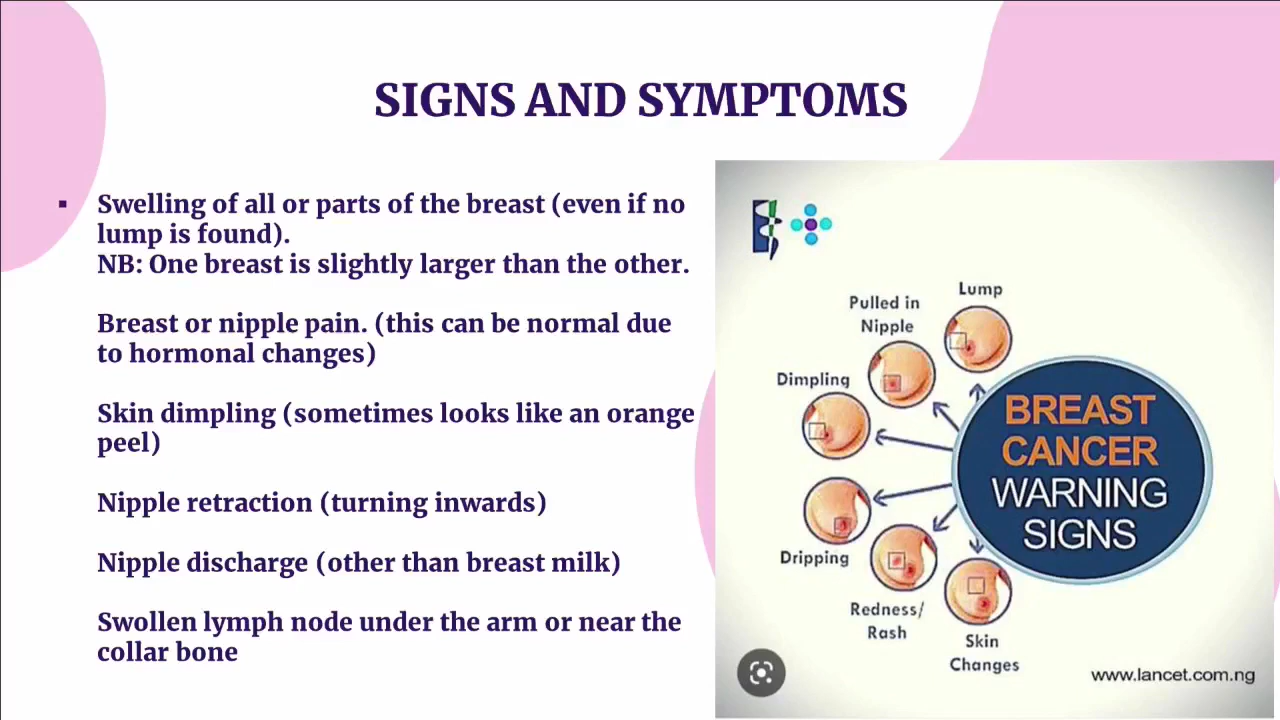 SIGNS AND SYMPTOMS
▪ Swelling of all or parts of the breast (even if no
lump is found).
NB: One breast is slightly larger than the other.
Breast or nipple pain. (this can be normal due
to hormonal changes)
Skin dimpling (sometimes looks like an orange
peel)
Nipple retraction (turning inwards)
Nipple discharge (other than breast milk)
Swollen lymph node under the arm or near the
collar bone
Lump
Pulled in
Nipple
Dimpling
Dripping
Redness/
Rash
Skin
Changes
BREAST
CANCER
WARNING
SIGNS
www.lancet.com.ng